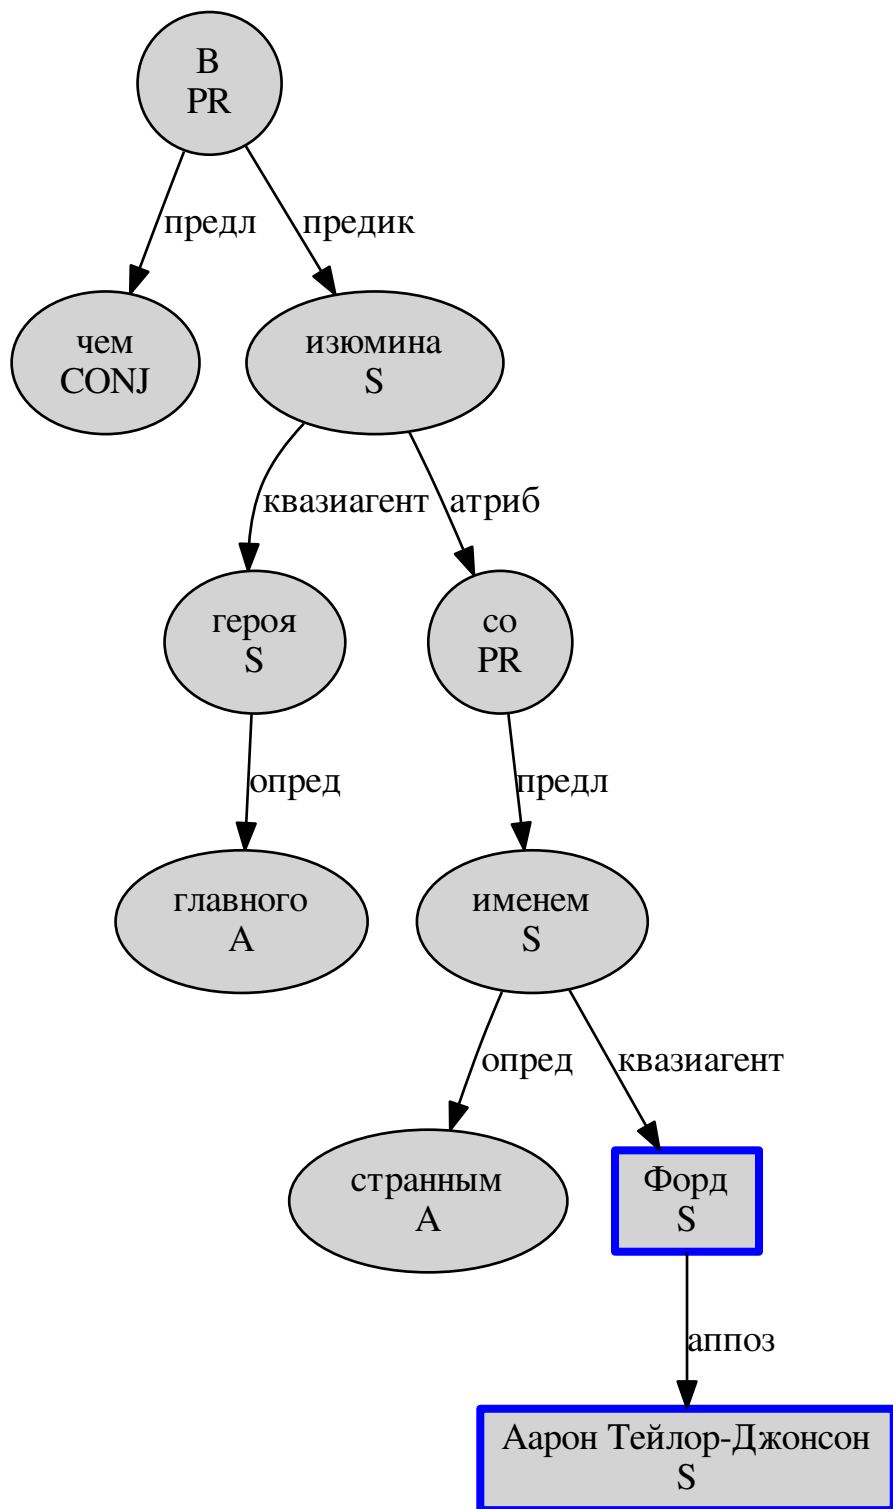 В
PR
предл
предик
чем
CONJ
изюмина
S
квазиагент
атриб
героя
S
со
PR
опред
предл
главного
A
именем
S
опред
квазиагент
странным
A
Форд
S
аппоз
Аарон Тейлор-Джонсон
S